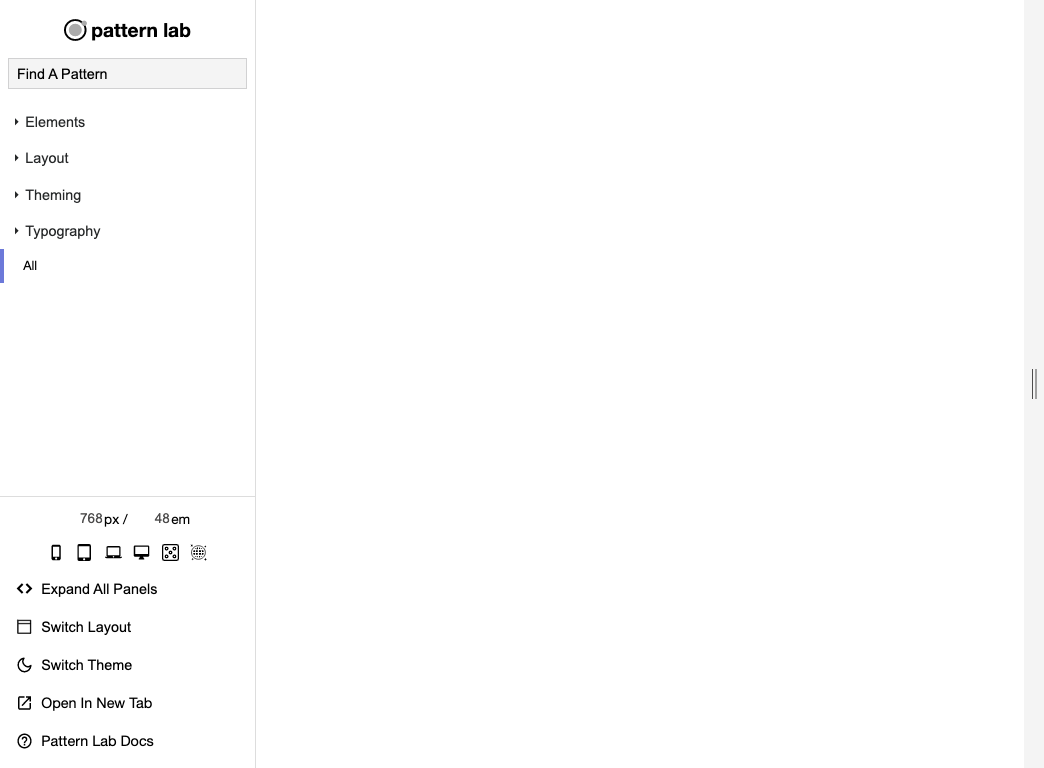 pattern lab
Find A Pattern
Elements
Layout
Theming
Typography
All
768px / 48em
Expand All Panels
Switch Layout
Switch Theme
Open In New Tab
Pattern Lab Docs